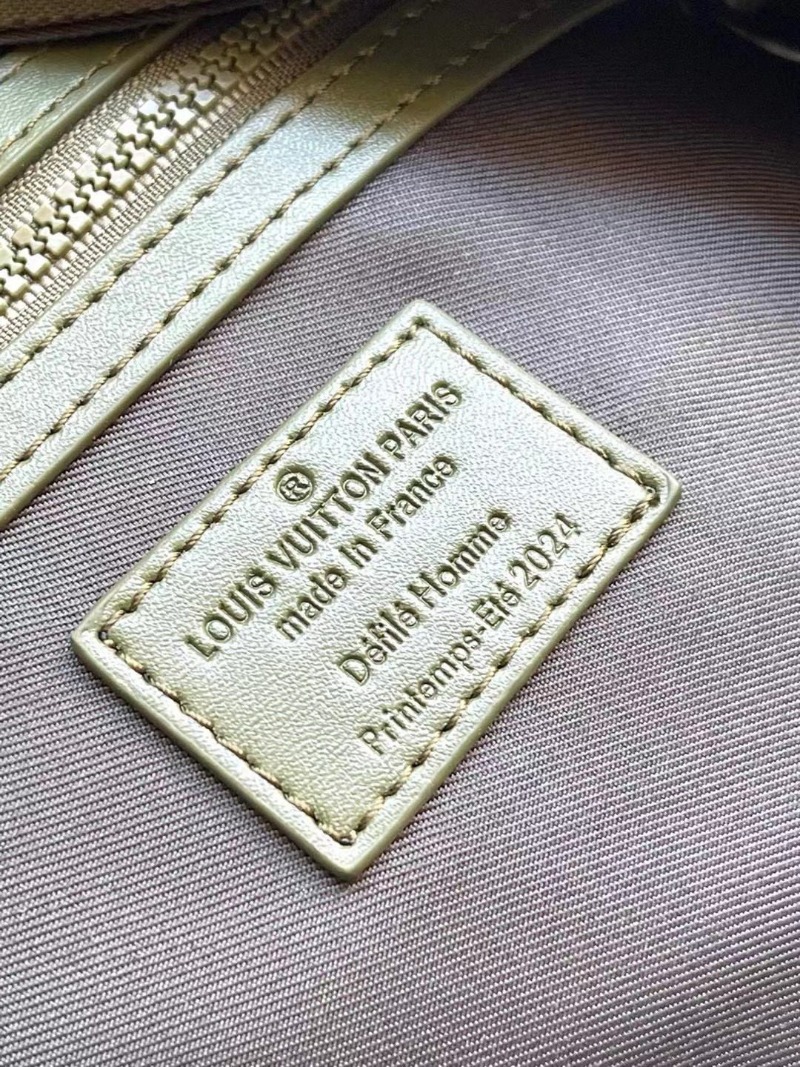 ®
LOUIS VUITTON PARIS
made in France
Défilé Homme
Printemps-Eté 2024